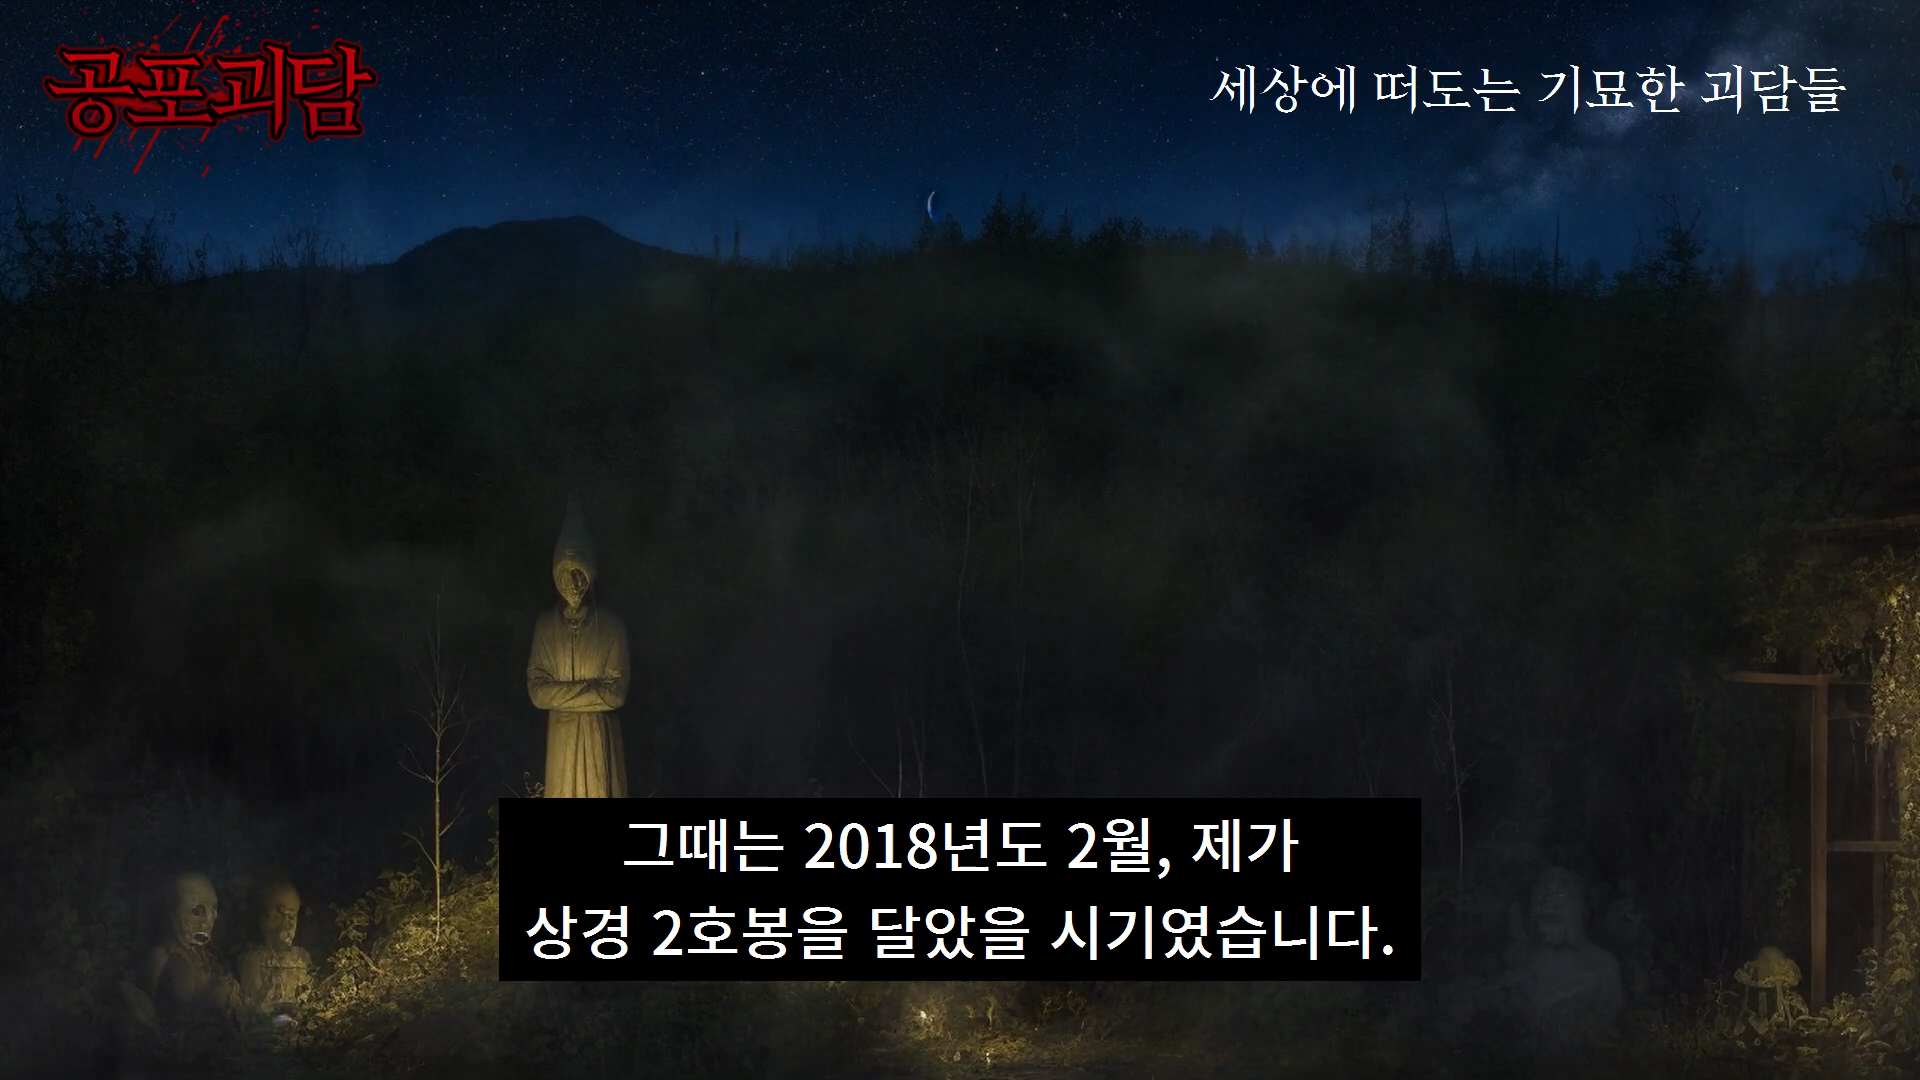 공포괴담
세상에 떠도는 기묘한 괴담들
그때는 2018년도 2월, 제가
상경 2호봉을 달았을 시기였습니다.